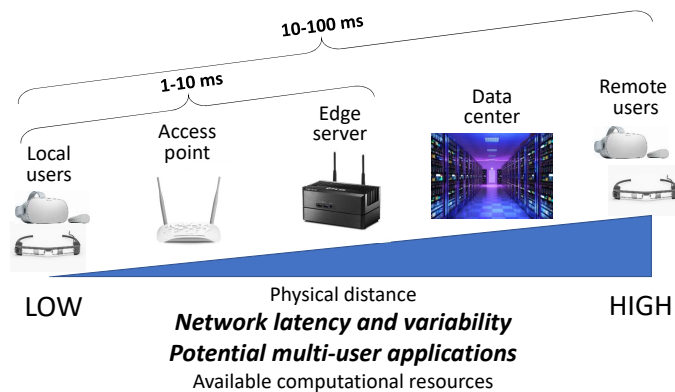 10-100 ms
1-10 ms
Remote
users
Data
center
Edge
server
Access
point
Local
users
LOW
HIGH
Physical distance
Network latency and variability
Potential multi-user applications
Available computational resources